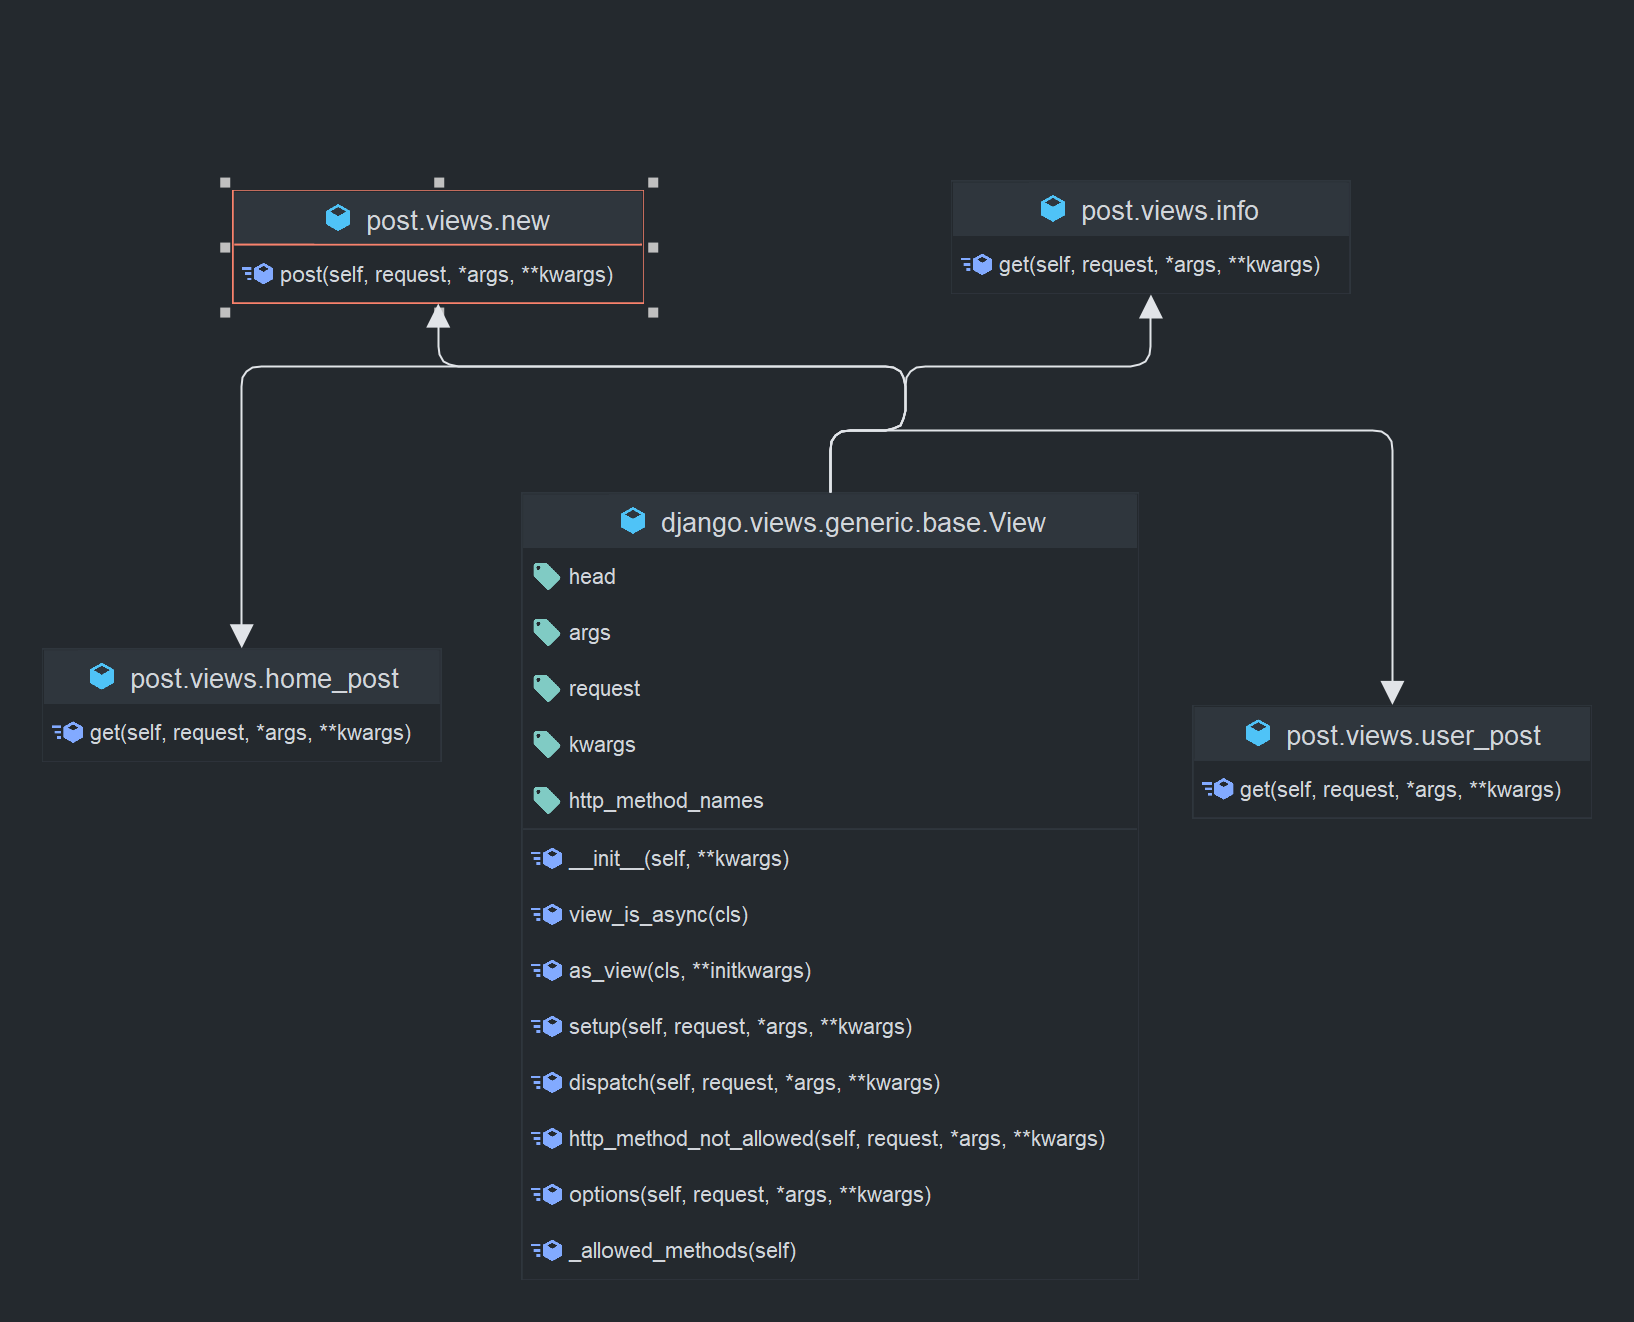 post.views.new
post(self, request, *args, **kwargs)
post.views.info
get(self, request, *args, **kwargs)
post.views.home_post
get(self, request, *args, **kwargs)
django.views.generic.base.View
head
args
request
kwargs
http_method_names
__init__(self, **kwargs)
view_is_async(cls)
as_view(cls, **initkwargs)
setup(self, request, *args, **kwargs)
dispatch(self, request, *args, **kwargs)
http_method_not_allowed(self, request, *args, **kwargs)
options(self, request, *args, **kwargs)
_allowed_methods(self)
post.views.user_post
get(self, request, *args, **kwargs)